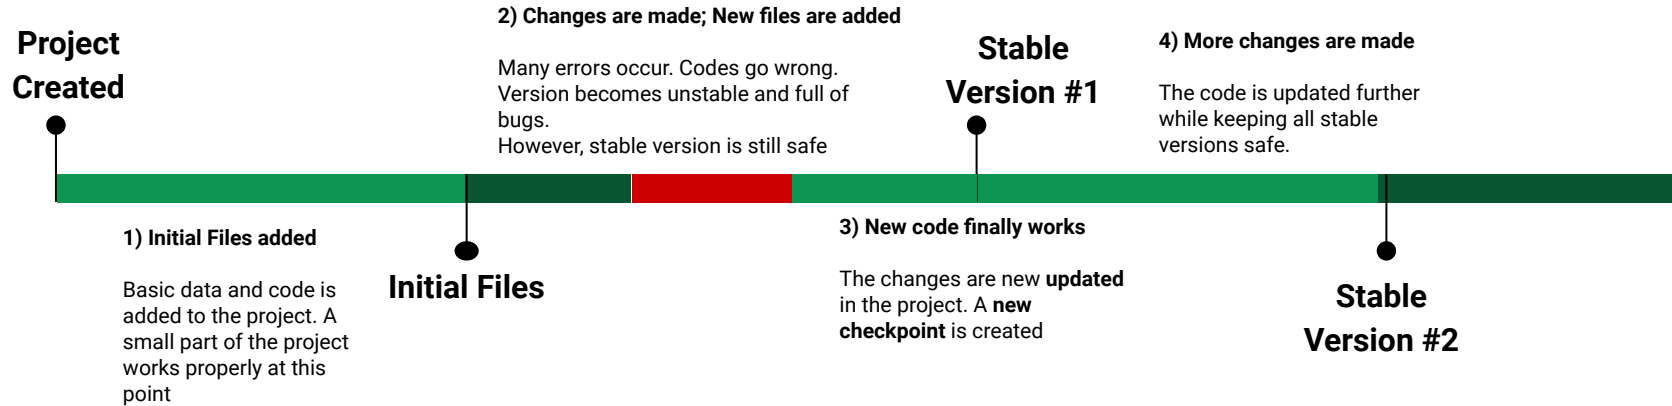 Project
Created
1) Initial Files added
Basic data and code is
added to the project. A
small part of the project
works properly at this
point
Initial Files
2) Changes are made; New files are added
Many errors occur. Codes go wrong.
Version becomes unstable and full of
bugs.
However, stable version is still safe
Stable
Version #1
3) New code finally works
The changes are new updated
in the project. A new
checkpoint is created
4) More changes are made
The code is updated further
while keeping all stable
versions safe.
Stable
Version #2